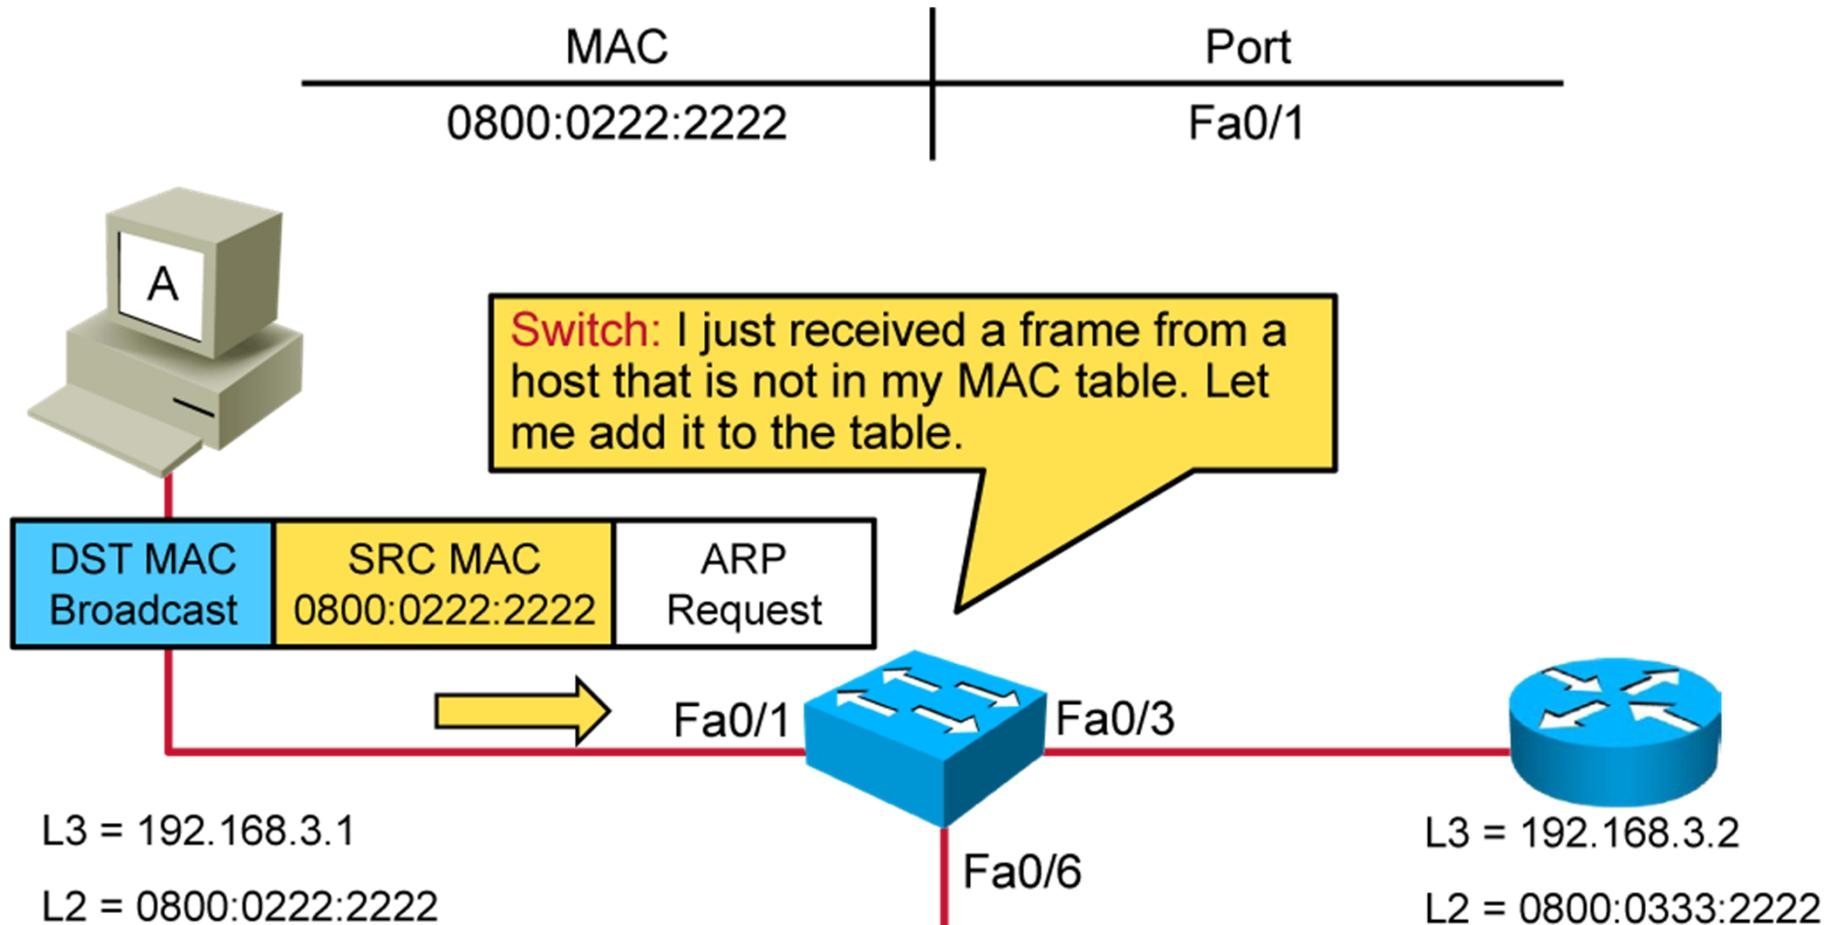 MAC Port
0800:0222:2222 Fa0/1
A
Switch: I just received a frame from a
host that is not in my MAC table. Let
me add it to the table.
DST MAC
Broadcast
SRC MAC
0800:0222:2222
ARP
Request
Fa0/1
Fa0/3
Fa0/6
L3 = 192.168.3.1
L2 = 0800:0222:2222
L3 = 192.168.3.2
L2 = 0800:0333:2222